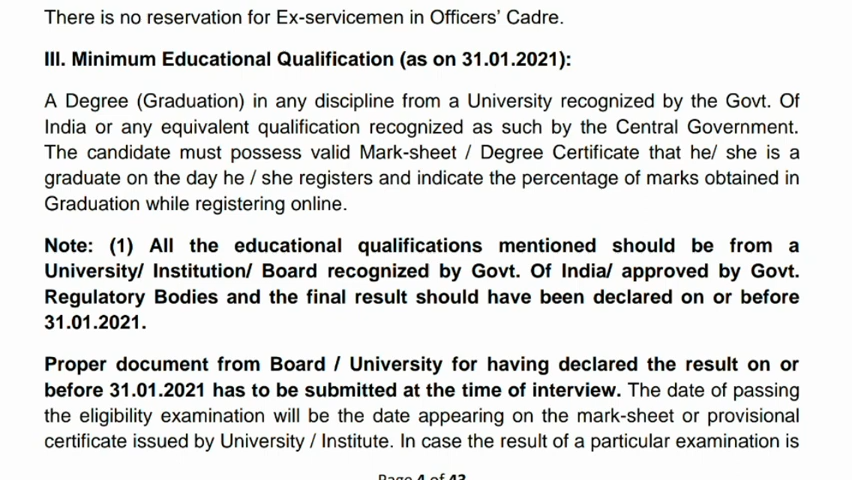 There is no reservation for Ex-servicemen in Officers' Cadre.
III. Minimum Educational Qualification (as on 31.01.2021):
A Degree (Graduation) in any discipline from a University recognized by the Govt. Of
India or any equivalent qualification recognized as such by the Central Government.
The candidate must possess valid Mark-sheet / Degree Certificate that he/ she is a
graduate on the day he / she registers and indicate the percentage of marks obtained in
Graduation while registering online.
Note: (1) All the educational qualifications mentioned should be from a
University/ Institution/ Board recognized by Govt. Of India/ approved by Govt.
Regulatory Bodies and the final result should have been declared on or before
31.01.2021.
Proper document from Board / University for having declared the result on or
before 31.01.2021 has to be submitted at the time of interview. The date of passing
the eligibility examination will be the date appearing on the mark-sheet or provisional
certificate issued by University / Institute. In case the result of a particular examination is
Page 4 of 43